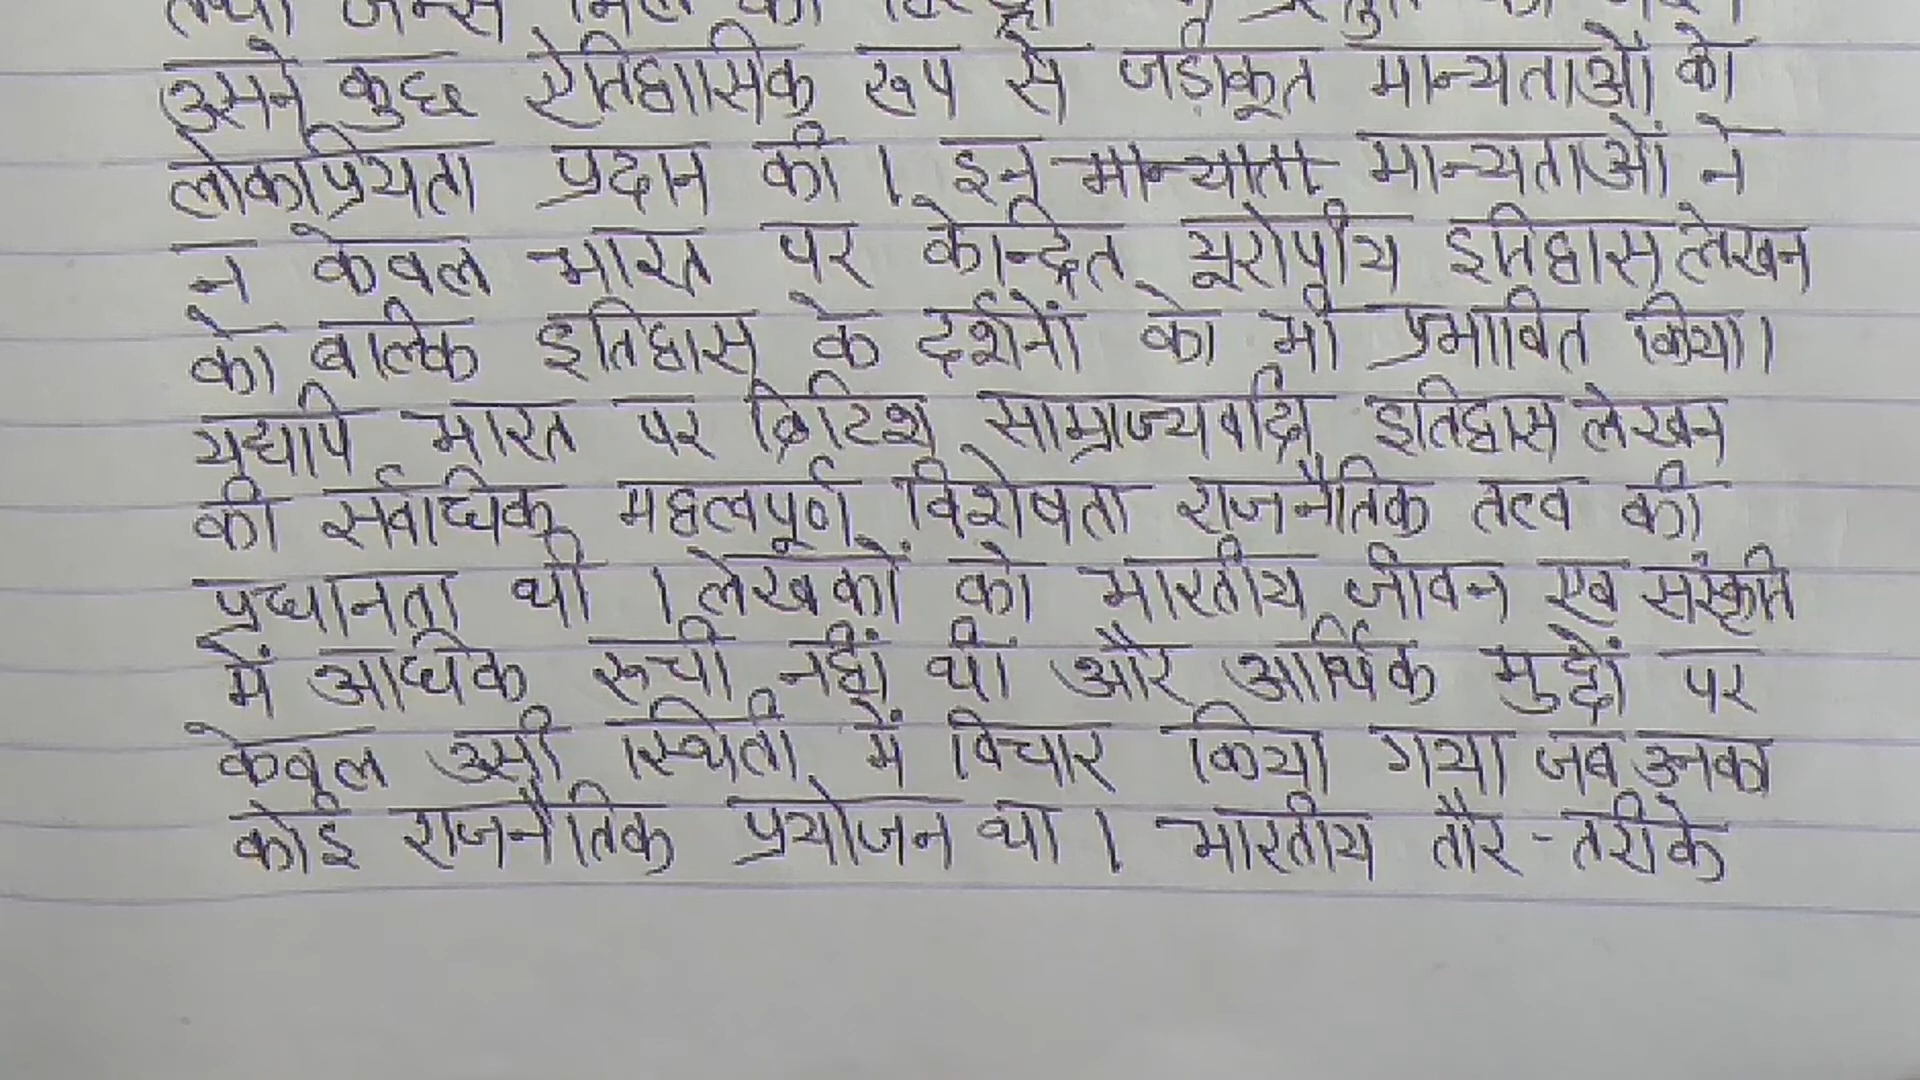 उसने कुछ ऐतिहासिक रूप से जड़ीकृत मान्यताओं को
लोकप्रियता प्रदान की । इन मान्याता मान्यताओं ने
न केवल भारत पर केन्द्रित यूरोपीय इतिहास लेखन
को बल्कि इतिहास के दर्शनों को भी प्रभावित किया।
यद्यपि भारत पर ब्रिटिश साम्राज्यवादी इतिहास लेखन
की सर्वाधिक महत्वपूर्ण विशेषता राजनैतिक तत्व की
प्रधानता थी । लेखकों को भारतीय जीवन एवं संस्कृति
में अधिक रूची नहीं थी और आर्थिक मुद्दों पर
केवल उसी स्थिती में विचार किया गया जब उनका
कोई राजनैतिक प्रयोजन था । भारतीय तौर-तरीके